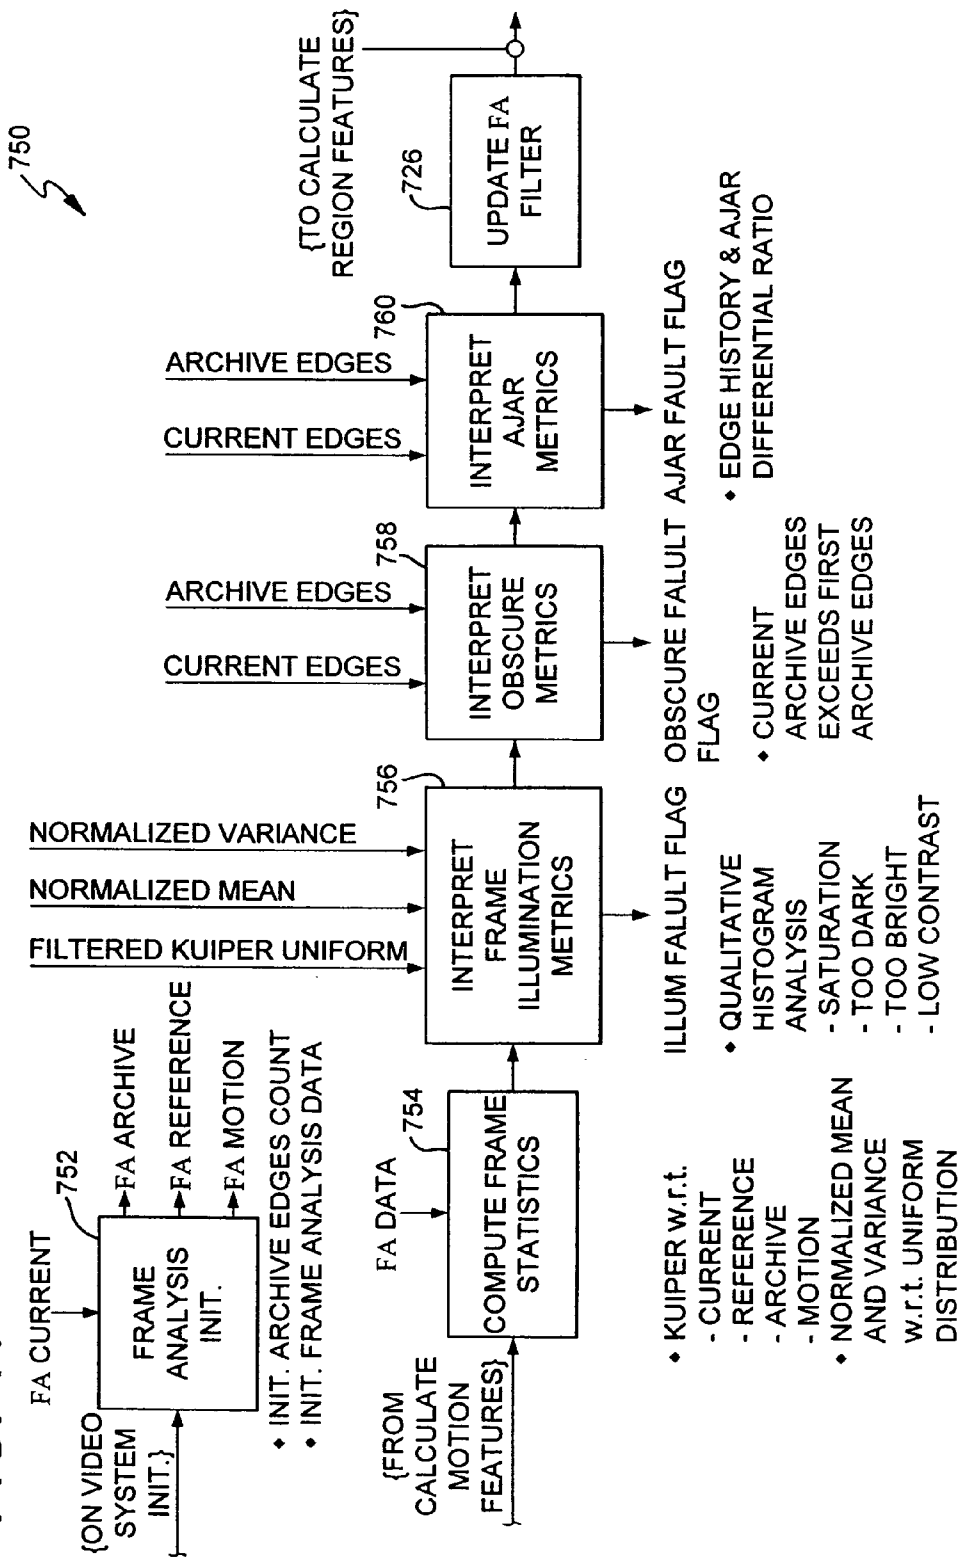 750
FA CURRENT
{ON VIDEO
SYSTEM
INIT.}
752
FRAME
ANALYSIS
INIT.
FA ARCHIVE
FA REFERENCE
FA MOTION
♦ INIT. ARCHIVE EDGES COUNT
♦ INIT. FRAME ANALYSIS DATA
{FROM
CALCULATE
MOTION
FEATURES}
FA DATA
754
COMPUTE FRAME
STATISTICS
♦ KUIPER w.r.t.
- CURRENT
- REFERENCE
- ARCHIVE
- MOTION
♦ NORMALIZED MEAN
AND VARIANCE
w.r.t. UNIFORM
DISTRIBUTION
NORMALIZED VARIANCE
NORMALIZED MEAN
FILTERED KUIPER UNIFORM
756
INTERPRET
FRAME
ILLUMINATION
METRICS
ILLUM FALULT FLAG
♦ QUALITATIVE
HISTOGRAM
ANALYSIS
- SATURATION
- TOO DARK
- TOO BRIGHT
- LOW CONTRAST
ARCHIVE EDGES
CURRENT EDGES
758
INTERPRET
OBSCURE
METRICS
OBSCURE FALULT
FLAG
♦ CURRENT
ARCHIVE EDGES
EXCEEDS FIRST
ARCHIVE EDGES
ARCHIVE EDGES
CURRENT EDGES
760
INTERPRET
AJAR
METRICS
AJAR FAULT FLAG
♦ EDGE HISTORY & AJAR
DIFFERENTIAL RATIO
726
UPDATE FA
FILTER
{TO CALCULATE
REGION FEATURES}